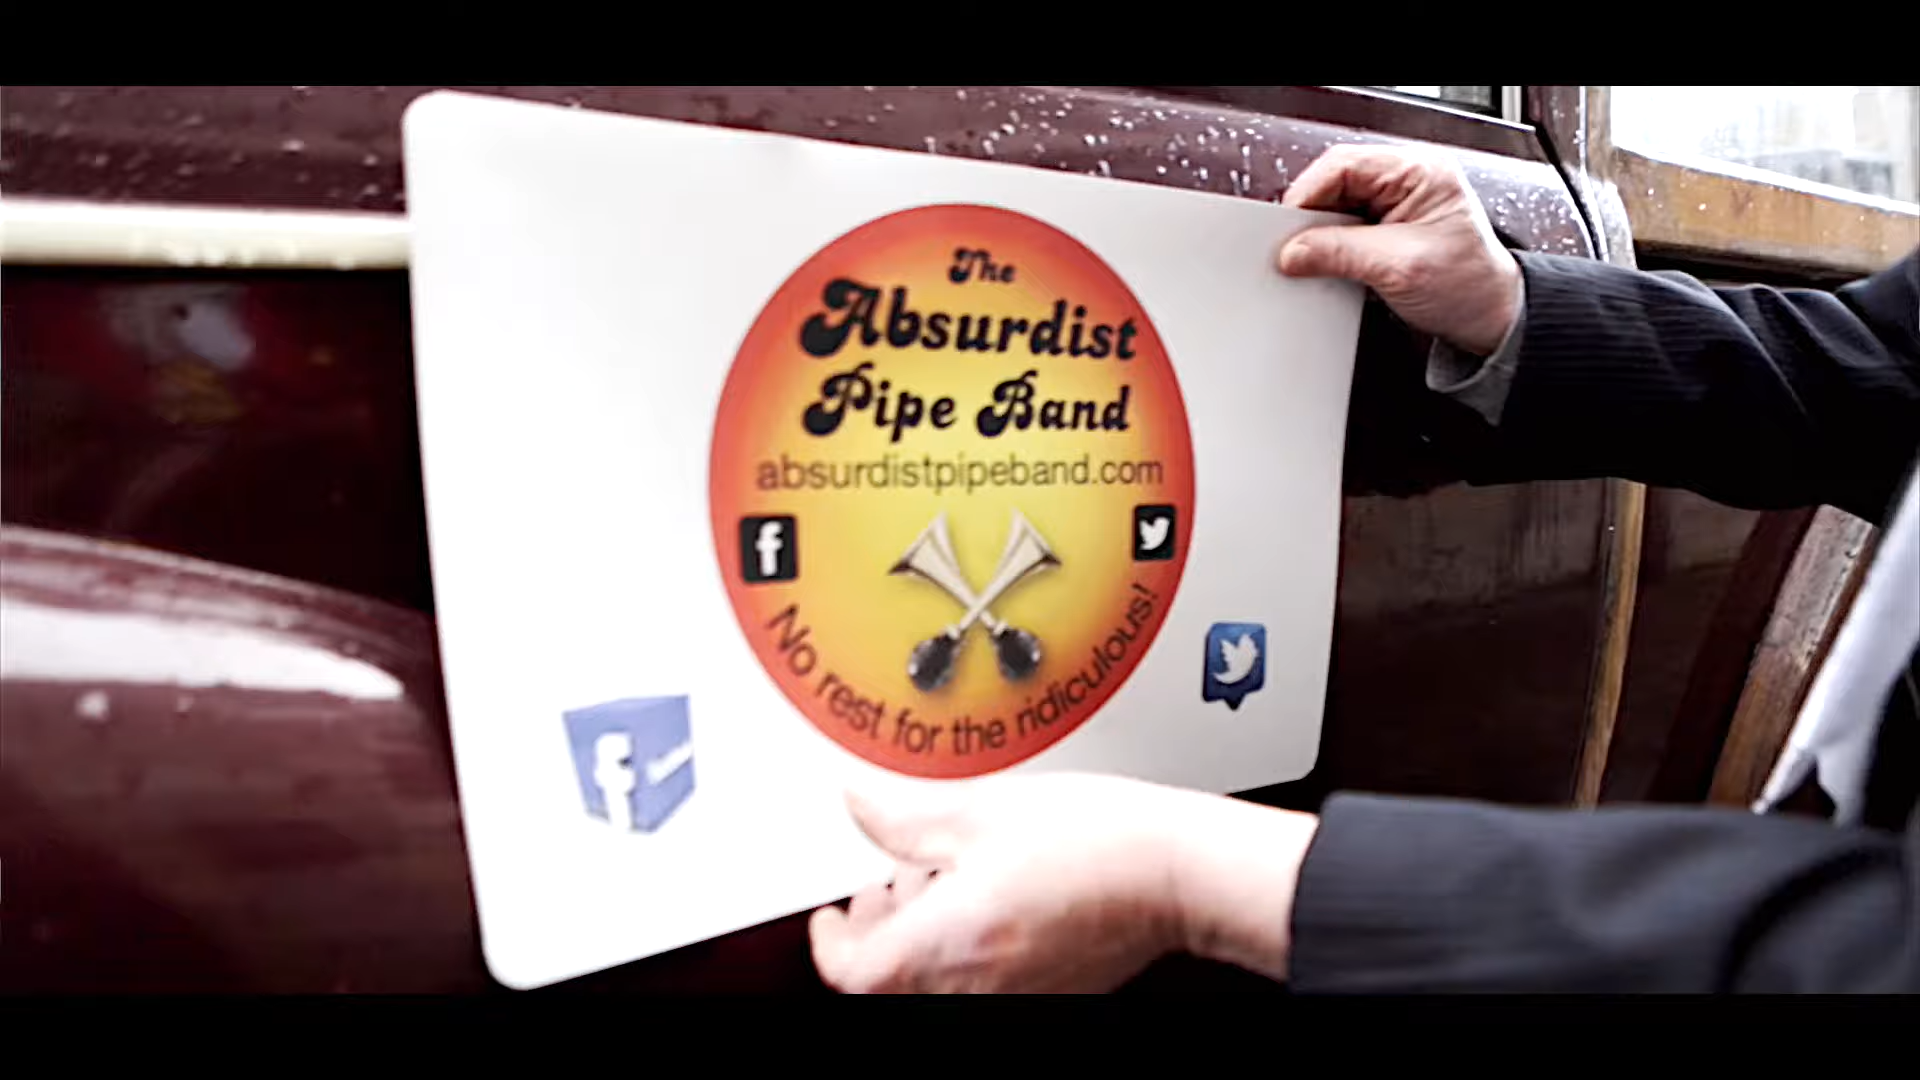 The
Absurdist
Pipe Band
absurdistpipeband.com
f
No rest for the ridiculous!
f